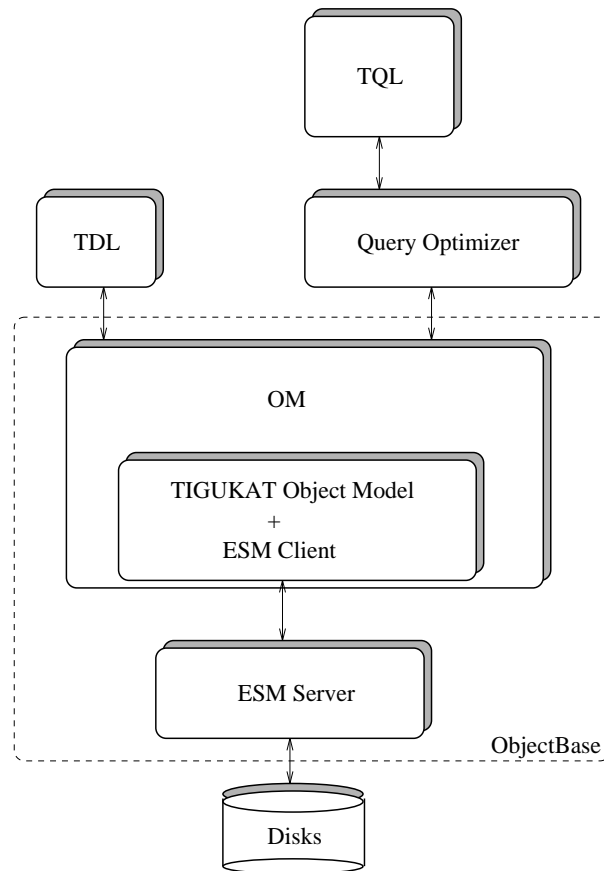 TQL
TDL
Query Optimizer
OM
TIGUKAT Object Model
+
ESM Client
ESM Server
ObjectBase
Disks